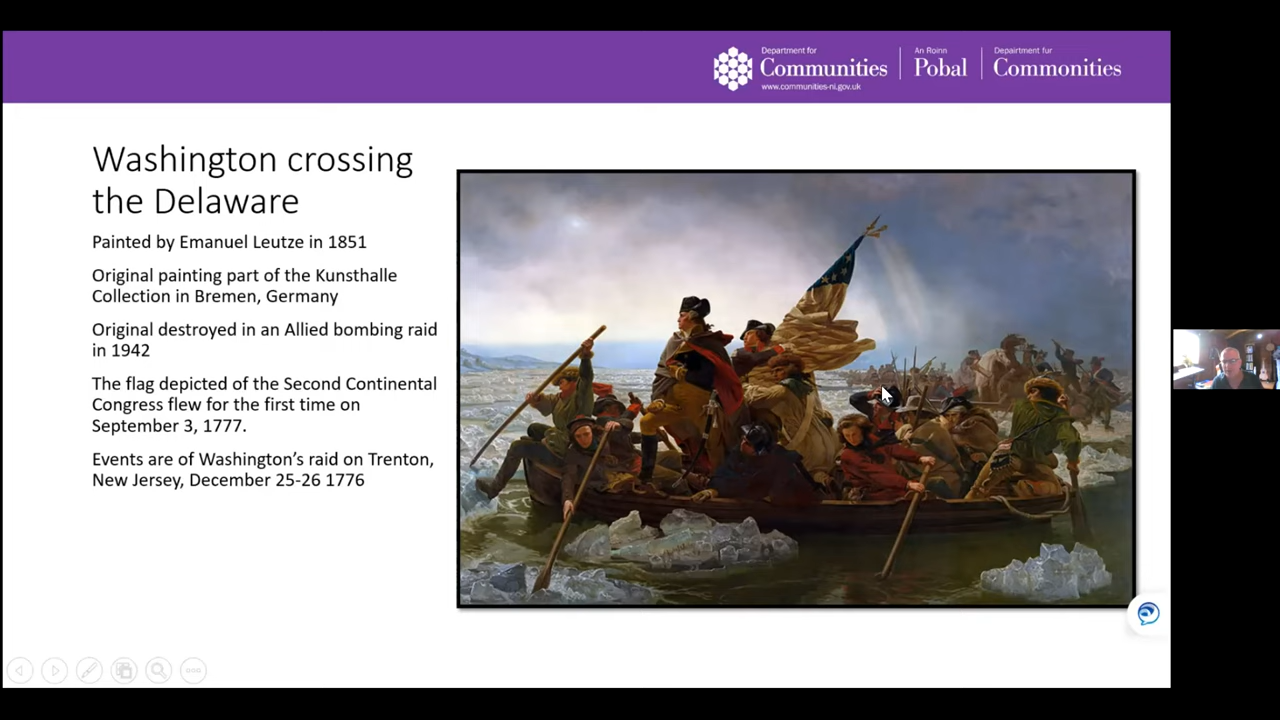 Department for
Communities
www.communities-ni.gov.uk
An Roinn
Pobal
Depairtment fur
Commonities
Washington crossing
the Delaware
Painted by Emanuel Leutze in 1851
Original painting part of the Kunsthalle
Collection in Bremen, Germany
Original destroyed in an Allied bombing raid
in 1942
The flag depicted of the Second Continental
Congress flew for the first time on
September 3, 1777.
Events are of Washington’s raid on Trenton,
New Jersey, December 25-26 1776